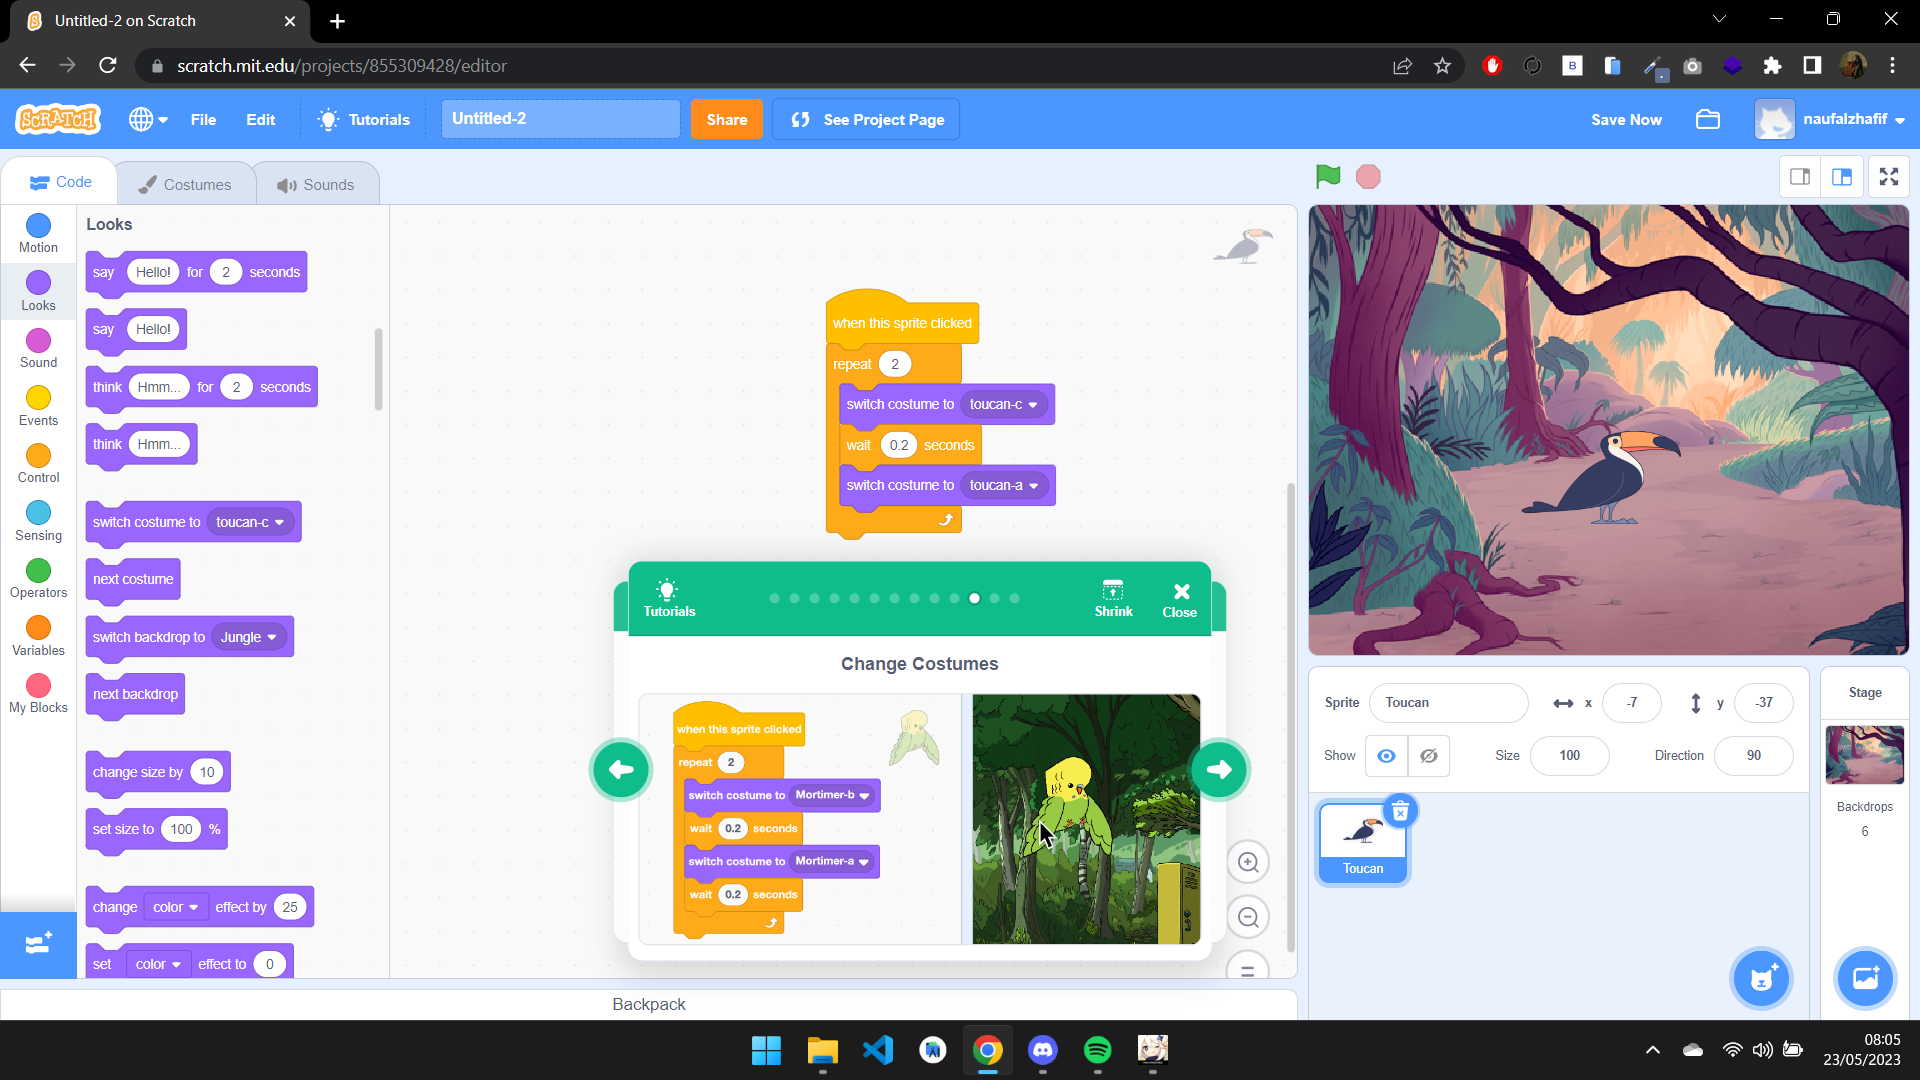 Untitled-2 on Scratch
scratch.mit.edu/projects/855309428/editor
SCRATCH
File
Edit
Tutorials
Untitled-2
Share
See Project Page
Save Now
naufalzhafif
Code
Costumes
Sounds
Motion
Looks
Sound
Events
Control
Sensing
Operators
Variables
My Blocks
Looks
say Hello! for 2 seconds
say Hello!
think Hmm... for 2 seconds
think Hmm...
switch costume to toucan-c
next costume
switch backdrop to Jungle
next backdrop
change size by 10
set size to 100 %
change color effect by 25
set color effect to 0
when this sprite clicked
repeat 2
switch costume to toucan-c
wait 0.2 seconds
switch costume to toucan-a
Tutorials
Shrink
Close
Change Costumes
when this sprite clicked
repeat 2
switch costume to Mortimer-b
wait 0.2 seconds
switch costume to Mortimer-a
wait 0.2 seconds
Backpack
Sprite Toucan x -7 y -37
Show Size 100 Direction 90
Toucan
Stage
Backdrops
6
08:05
23/05/2023